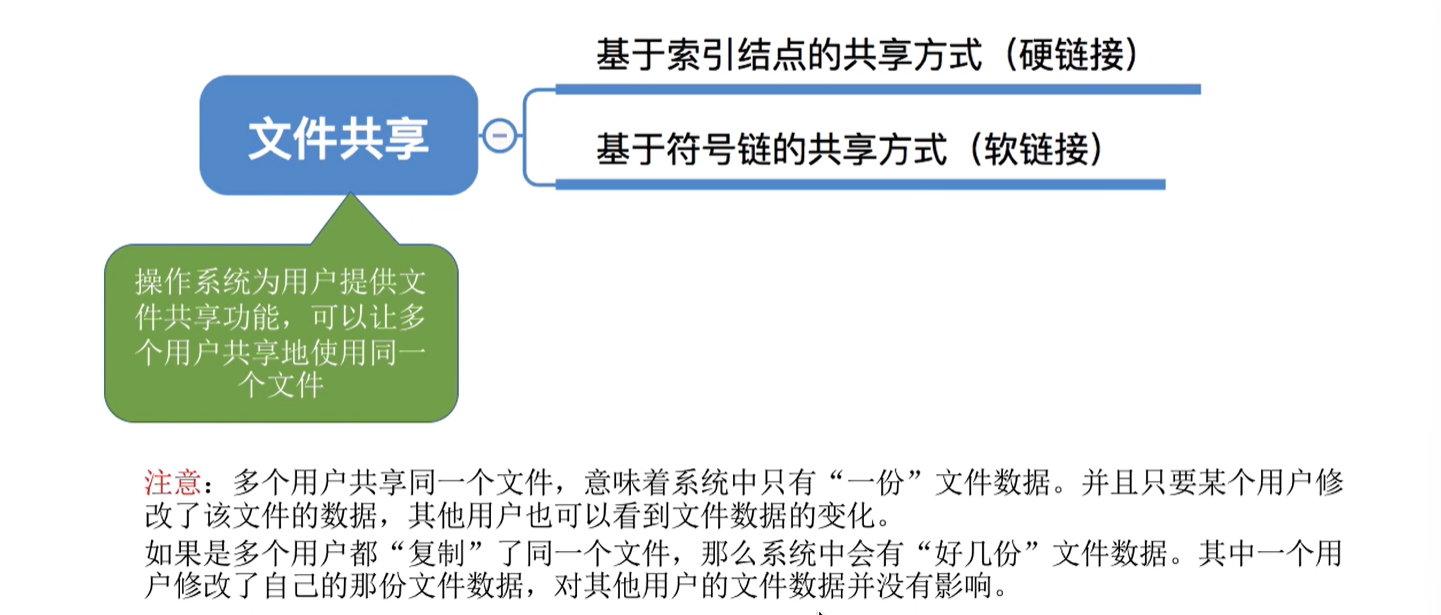 基于索引结点的共享方式（硬链接）
文件共享
基于符号链的共享方式（软链接）
操作系统为用户提供文
件共享功能，可以让多
个用户共享地使用同一
个文件
注意：多个用户共享同一个文件，意味着系统中只有“一份”文件数据。并且只要某个用户修
改了该文件的数据，其他用户也可以看到文件数据的变化。
如果是多个用户都“复制”了同一个文件，那么系统中会有“好几份”文件数据。其中一个用
户修改了自己的那份文件数据，对其他用户的文件数据并没有影响。